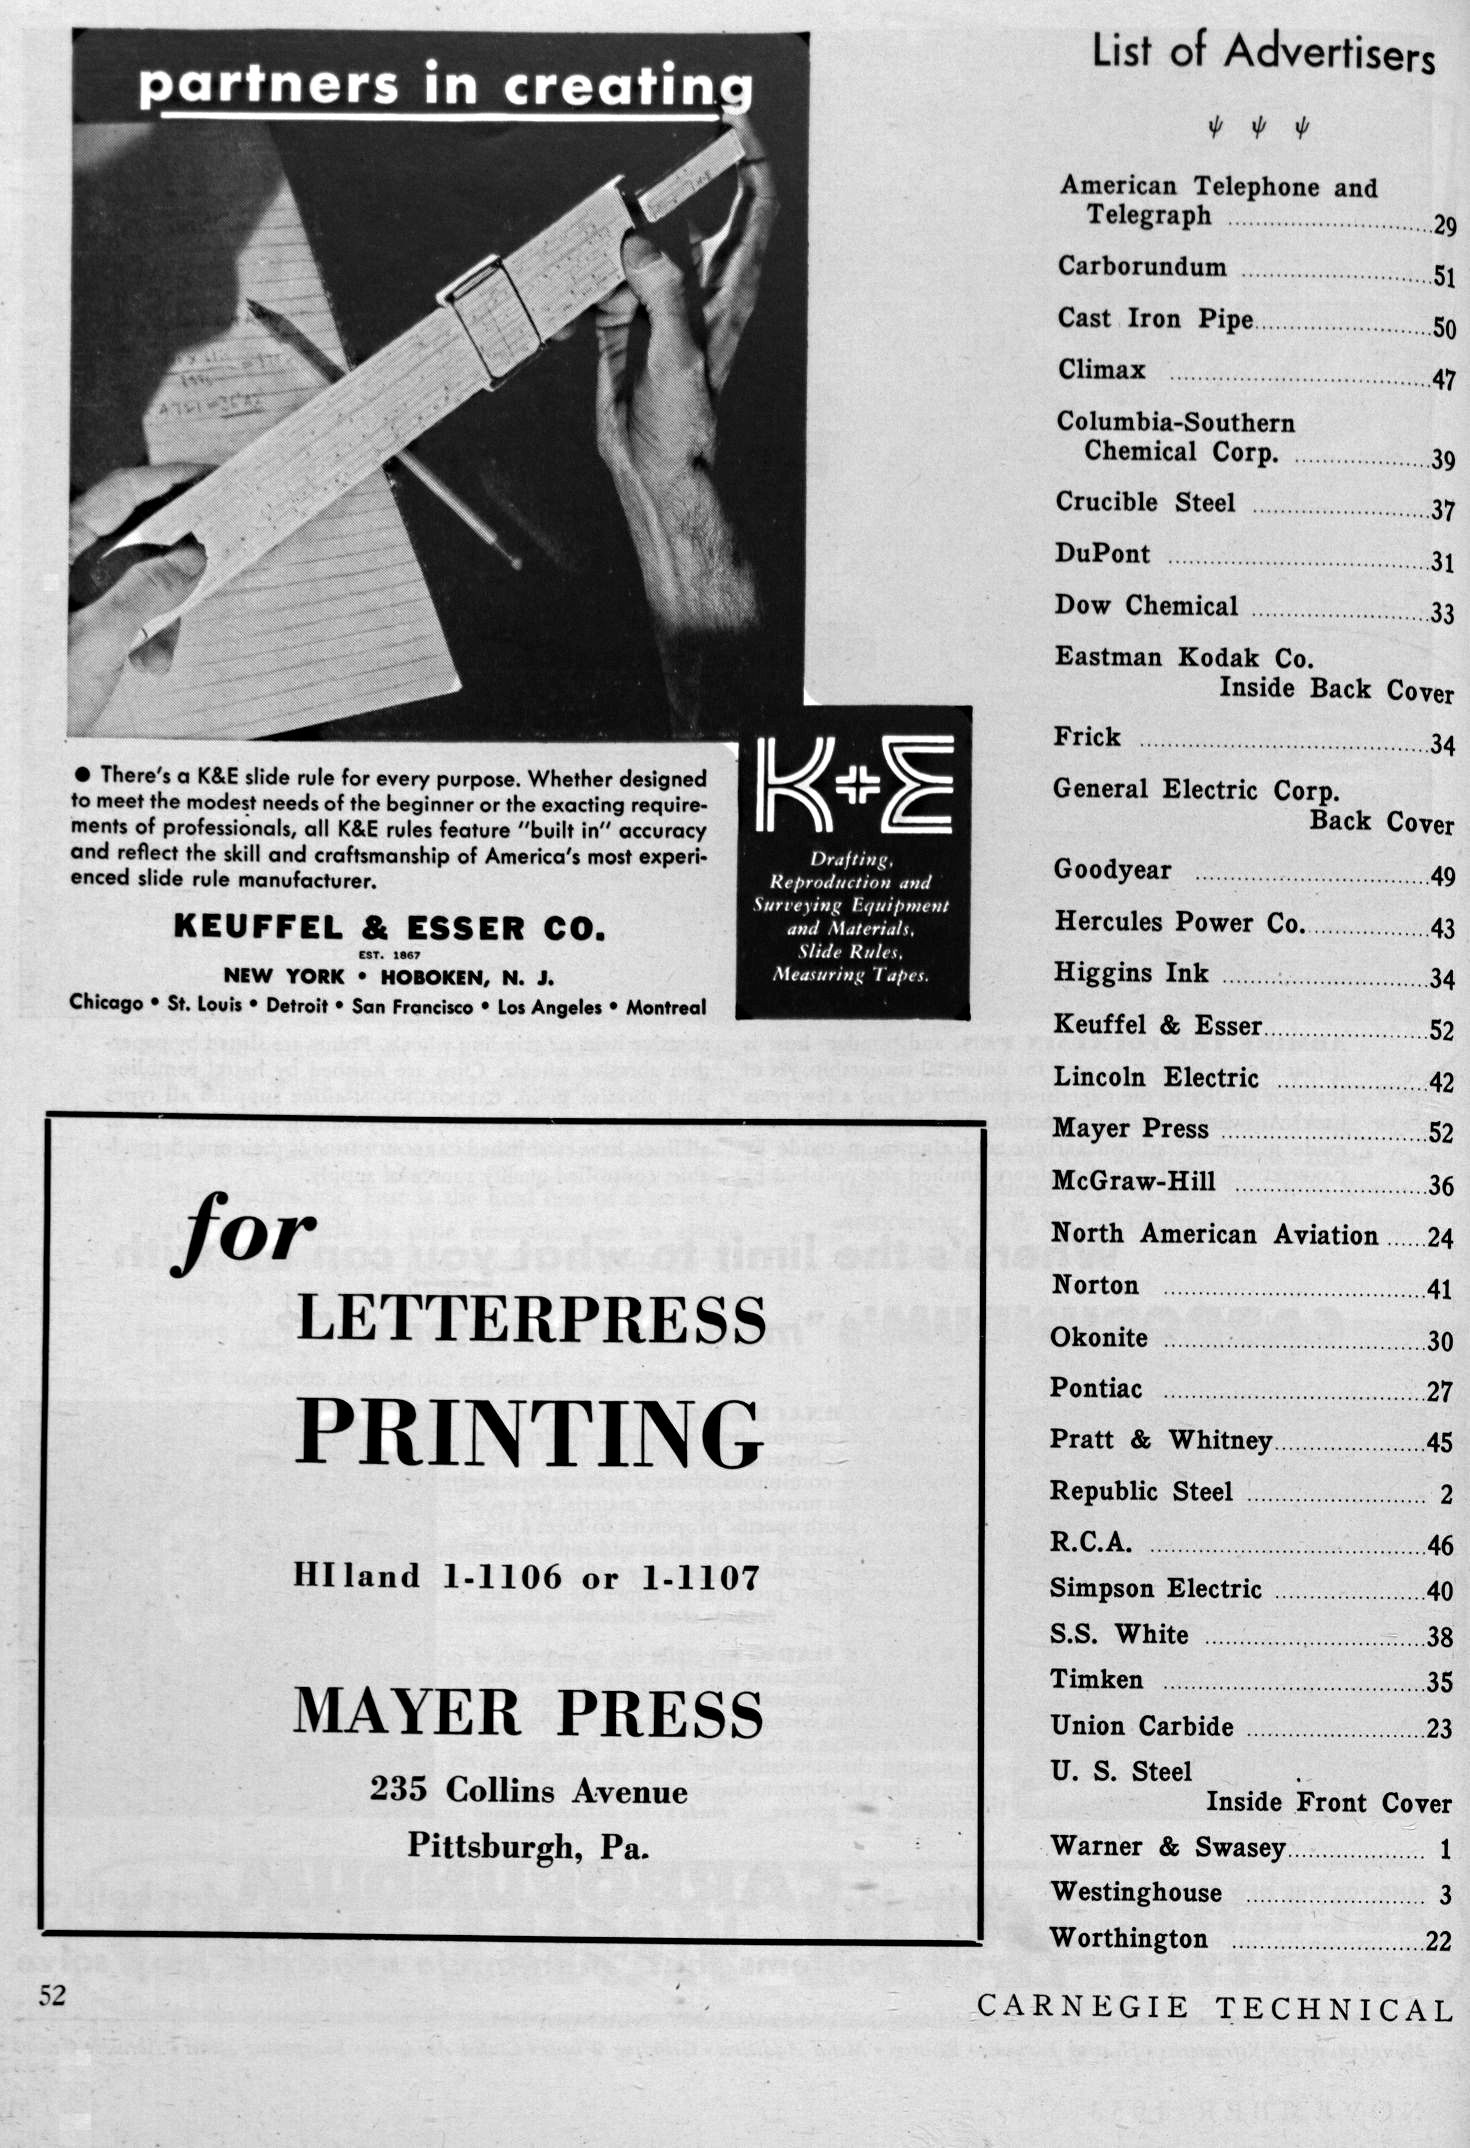 partners in creating
• There's a K&E slide rule for every purpose. Whether designed
to meet the modest needs of the beginner or the exacting require-
ments of professionals, all K&E rules feature "built in" accuracy
and reflect the skill and craftsmanship of America's most experi-
enced slide rule manufacturer.
KEUFFEL & ESSER CO.
EST. 1867
NEW YORK • HOBOKEN, N. J.
Chicago • St. Louis • Detroit • San Francisco • Los Angeles • Montreal
K+E
Drafting,
Reproduction and
Surveying Equipment
and Materials,
Slide Rules,
Measuring Tapes.
for
LETTERPRESS
PRINTING
HIland 1-1106 or 1-1107
MAYER PRESS
235 Collins Avenue
Pittsburgh, Pa.
List of Advertisers
ψ ψ ψ
American Telephone and
Telegraph ..............................29
Carborundum ...........................51
Cast Iron Pipe.........................50
Climax .....................................47
Columbia-Southern
Chemical Corp. ....................39
Crucible Steel .........................37
DuPont .....................................31
Dow Chemical .........................33
Eastman Kodak Co.
Inside Back Cover
Frick .........................................34
General Electric Corp.
Back Cover
Goodyear .................................49
Hercules Power Co..................43
Higgins Ink .............................34
Keuffel & Esser.......................52
Lincoln Electric .....................42
Mayer Press .............................52
McGraw-Hill ...........................36
North American Aviation ......24
Norton .....................................41
Okonite .....................................30
Pontiac .....................................27
Pratt & Whitney.....................45
Republic Steel ......................... 2
R.C.A. .......................................46
Simpson Electric .....................40
S.S. White ...............................38
Timken .....................................35
Union Carbide .........................23
U. S. Steel
Inside Front Cover
Warner & Swasey.................... 1
Westinghouse ......................... 3
Worthington ...........................22
52
CARNEGIE TECHNICAL